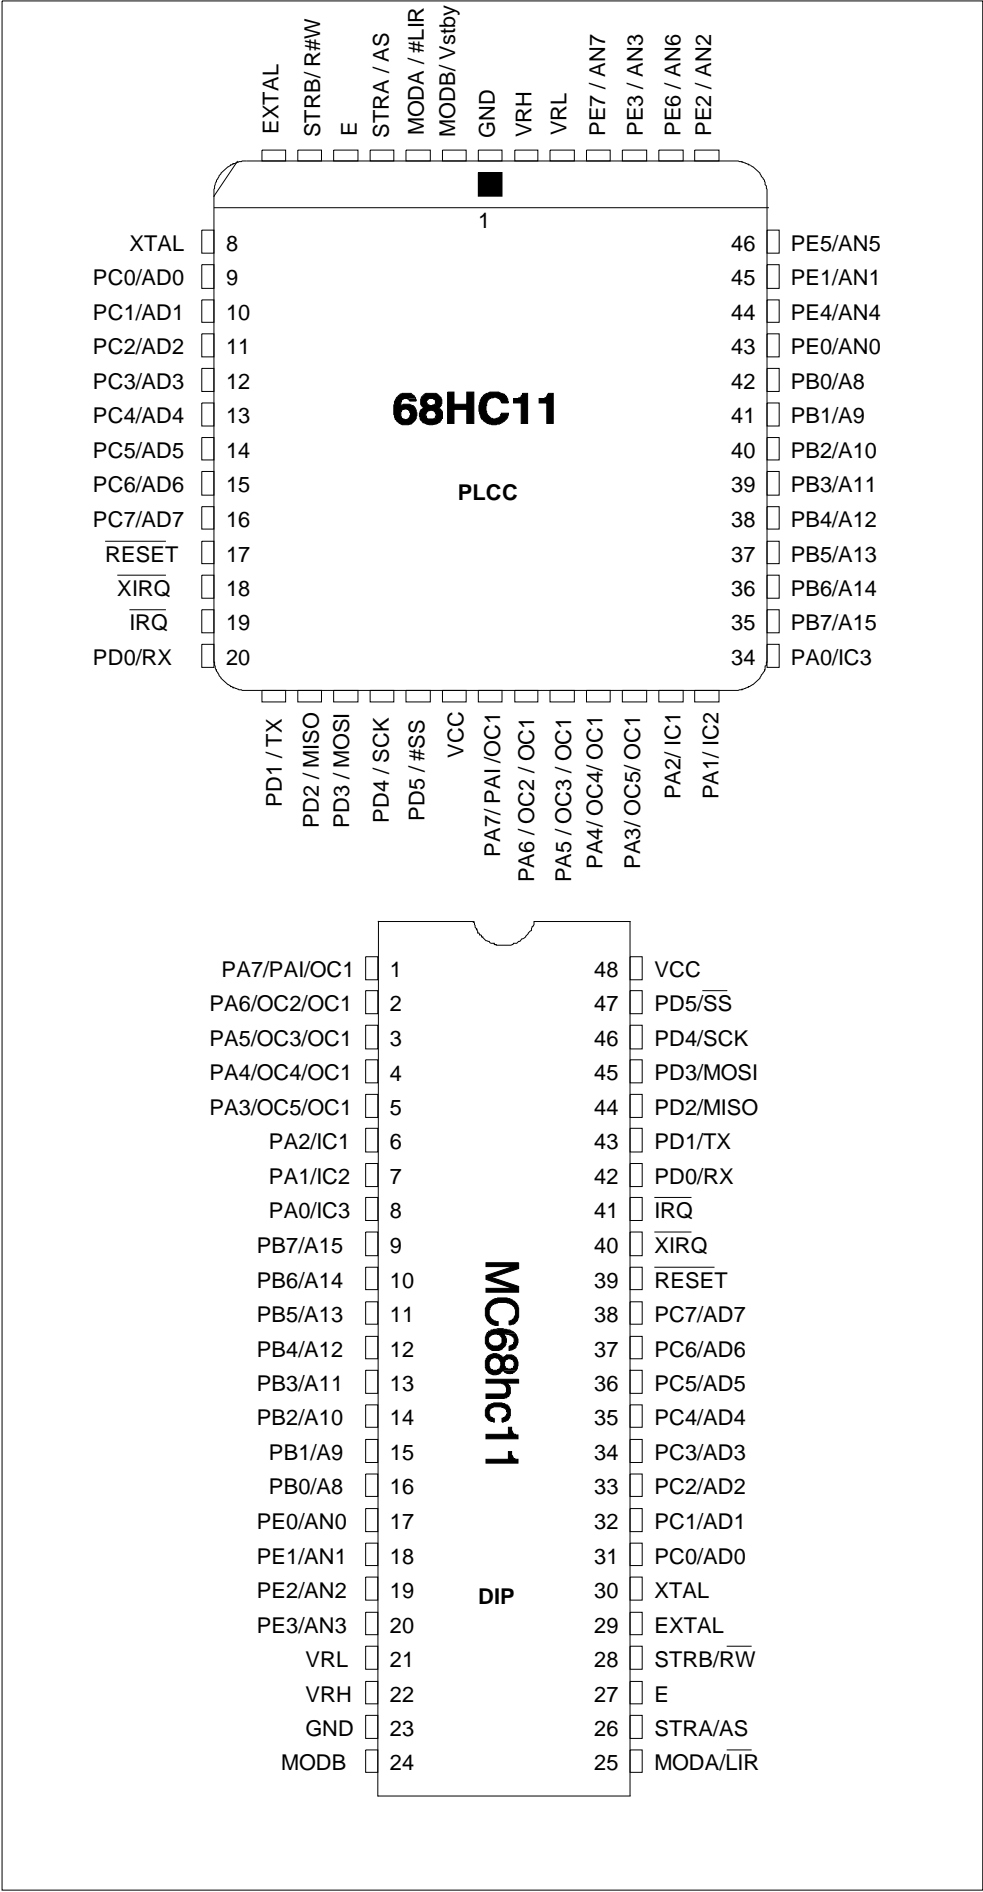 EXTAL
STRB/ R#W
E
STRA / AS
MODA / #LIR
MODB/ Vstby
GND
VRH
VRL
PE7 / AN7
PE3 / AN3
PE6 / AN6
PE2 / AN2
1
XTAL 8 46 PE5/AN5
PC0/AD0 9 45 PE1/AN1
PC1/AD1 10 44 PE4/AN4
PC2/AD2 11 43 PE0/AN0
PC3/AD3 12 42 PB0/A8
PC4/AD4 13 41 PB1/A9
PC5/AD5 14 40 PB2/A10
PC6/AD6 15 39 PB3/A11
PC7/AD7 16 38 PB4/A12
RESET 17 37 PB5/A13
XIRQ 18 36 PB6/A14
IRQ 19 35 PB7/A15
PD0/RX 20 34 PA0/IC3
68HC11
PLCC
PD1 / TX
PD2 / MISO
PD3 / MOSI
PD4 / SCK
PD5 / #SS
VCC
PA7/ PAI /OC1
PA6 / OC2 / OC1
PA5 / OC3 / OC1
PA4/ OC4/ OC1
PA3/ OC5/ OC1
PA2/ IC1
PA1/ IC2
PA7/PAI/OC1 1 48 VCC
PA6/OC2/OC1 2 47 PD5/SS
PA5/OC3/OC1 3 46 PD4/SCK
PA4/OC4/OC1 4 45 PD3/MOSI
PA3/OC5/OC1 5 44 PD2/MISO
PA2/IC1 6 43 PD1/TX
PA1/IC2 7 42 PD0/RX
PA0/IC3 8 41 IRQ
PB7/A15 9 40 XIRQ
PB6/A14 10 39 RESET
PB5/A13 11 38 PC7/AD7
PB4/A12 12 37 PC6/AD6
PB3/A11 13 36 PC5/AD5
PB2/A10 14 35 PC4/AD4
PB1/A9 15 34 PC3/AD3
PB0/A8 16 33 PC2/AD2
PE0/AN0 17 32 PC1/AD1
PE1/AN1 18 31 PC0/AD0
PE2/AN2 19 30 XTAL
PE3/AN3 20 29 EXTAL
VRL 21 28 STRB/RW
VRH 22 27 E
GND 23 26 STRA/AS
MODB 24 25 MODA/LIR
MC68hc11
DIP